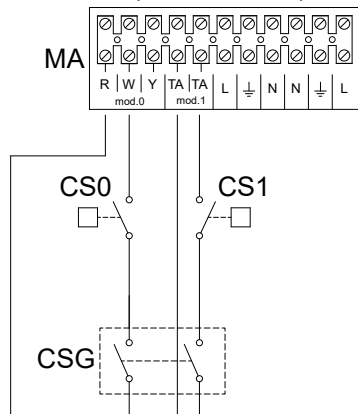 MA
R W Y TA TA L N N L
mod.0 mod.1
CS0 CS1
CSG